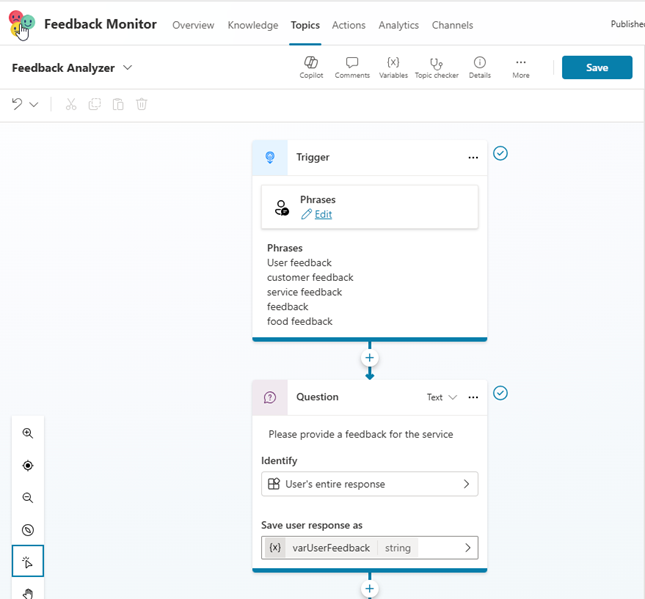 Feedback Monitor
Overview Knowledge Topics Actions Analytics Channels
Feedback Analyzer
Copilot Comments Variables Topic checker Details More
Save
Trigger
Phrases
Edit
Phrases
User feedback
customer feedback
service feedback
feedback
food feedback
Question
Text
Please provide a feedback for the service
Identify
User's entire response
Save user response as
{x} varUserFeedback string